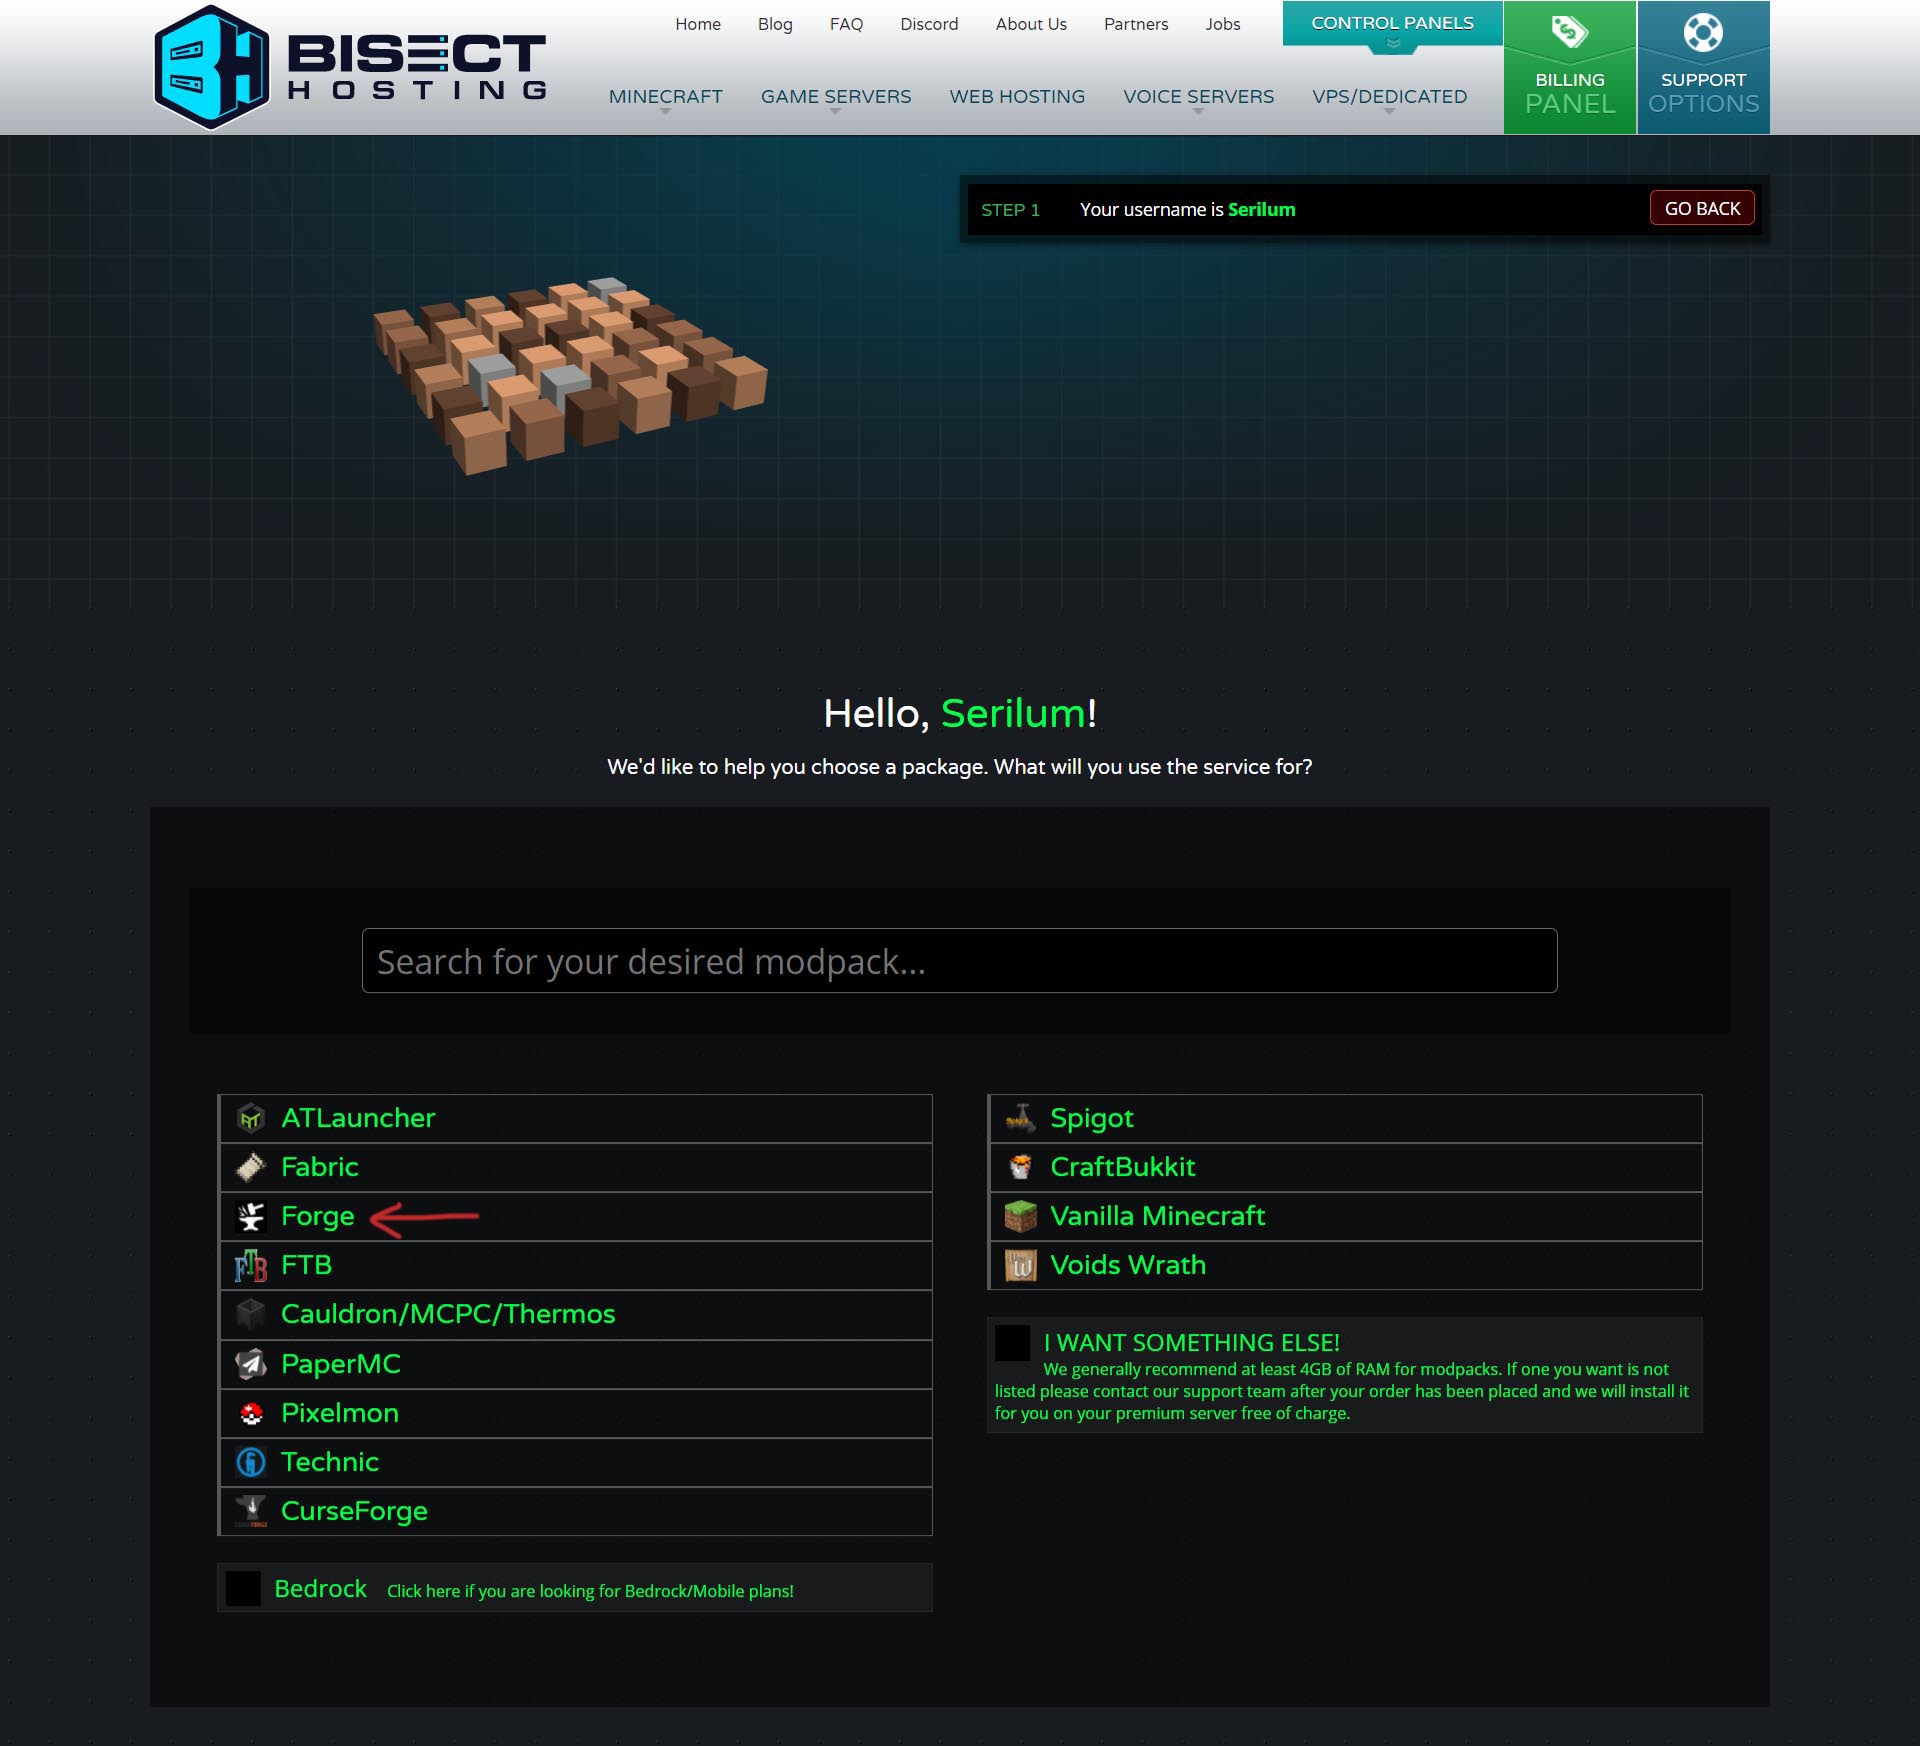 Home Blog FAQ Discord About Us Partners Jobs CONTROL PANELS
BISECT
HOSTING
MINECRAFT GAME SERVERS WEB HOSTING VOICE SERVERS VPS/DEDICATED
BILLING
PANEL
SUPPORT
OPTIONS
STEP 1 Your username is Serilum GO BACK
Hello, Serilum!
We'd like to help you choose a package. What will you use the service for?
Search for your desired modpack...
ATLauncher
Fabric
Forge
FTB
Cauldron/MCPC/Thermos
PaperMC
Pixelmon
Technic
CurseForge
Bedrock Click here if you are looking for Bedrock/Mobile plans!
Spigot
CraftBukkit
Vanilla Minecraft
Voids Wrath
I WANT SOMETHING ELSE!
We generally recommend at least 4GB of RAM for modpacks. If one you want is not
listed please contact our support team after your order has been placed and we will install it
for you on your premium server free of charge.